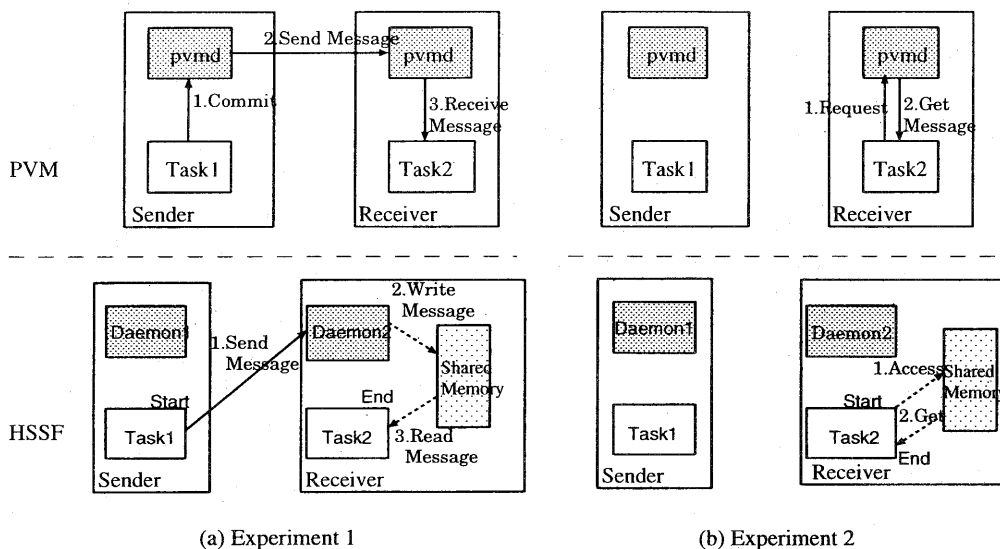 PVM
pvmd
2.Send Message
pvmd
1.Commit
3.Receive
Message
Task1
Task2
Sender
Receiver
pvmd
pvmd
1.Request
2.Get
Message
Task1
Task2
Sender
Receiver
HSSF
Daemon1
1.Send
Message
Daemon2
2.Write
Message
Shared
Memory
Start
End
Task1
Task2
3.Read
Message
Sender
Receiver
Daemon1
Daemon2
1.Access
Shared
Memory
Start
2.Get
Task1
Task2
End
Sender
Receiver
(a) Experiment 1
(b) Experiment 2